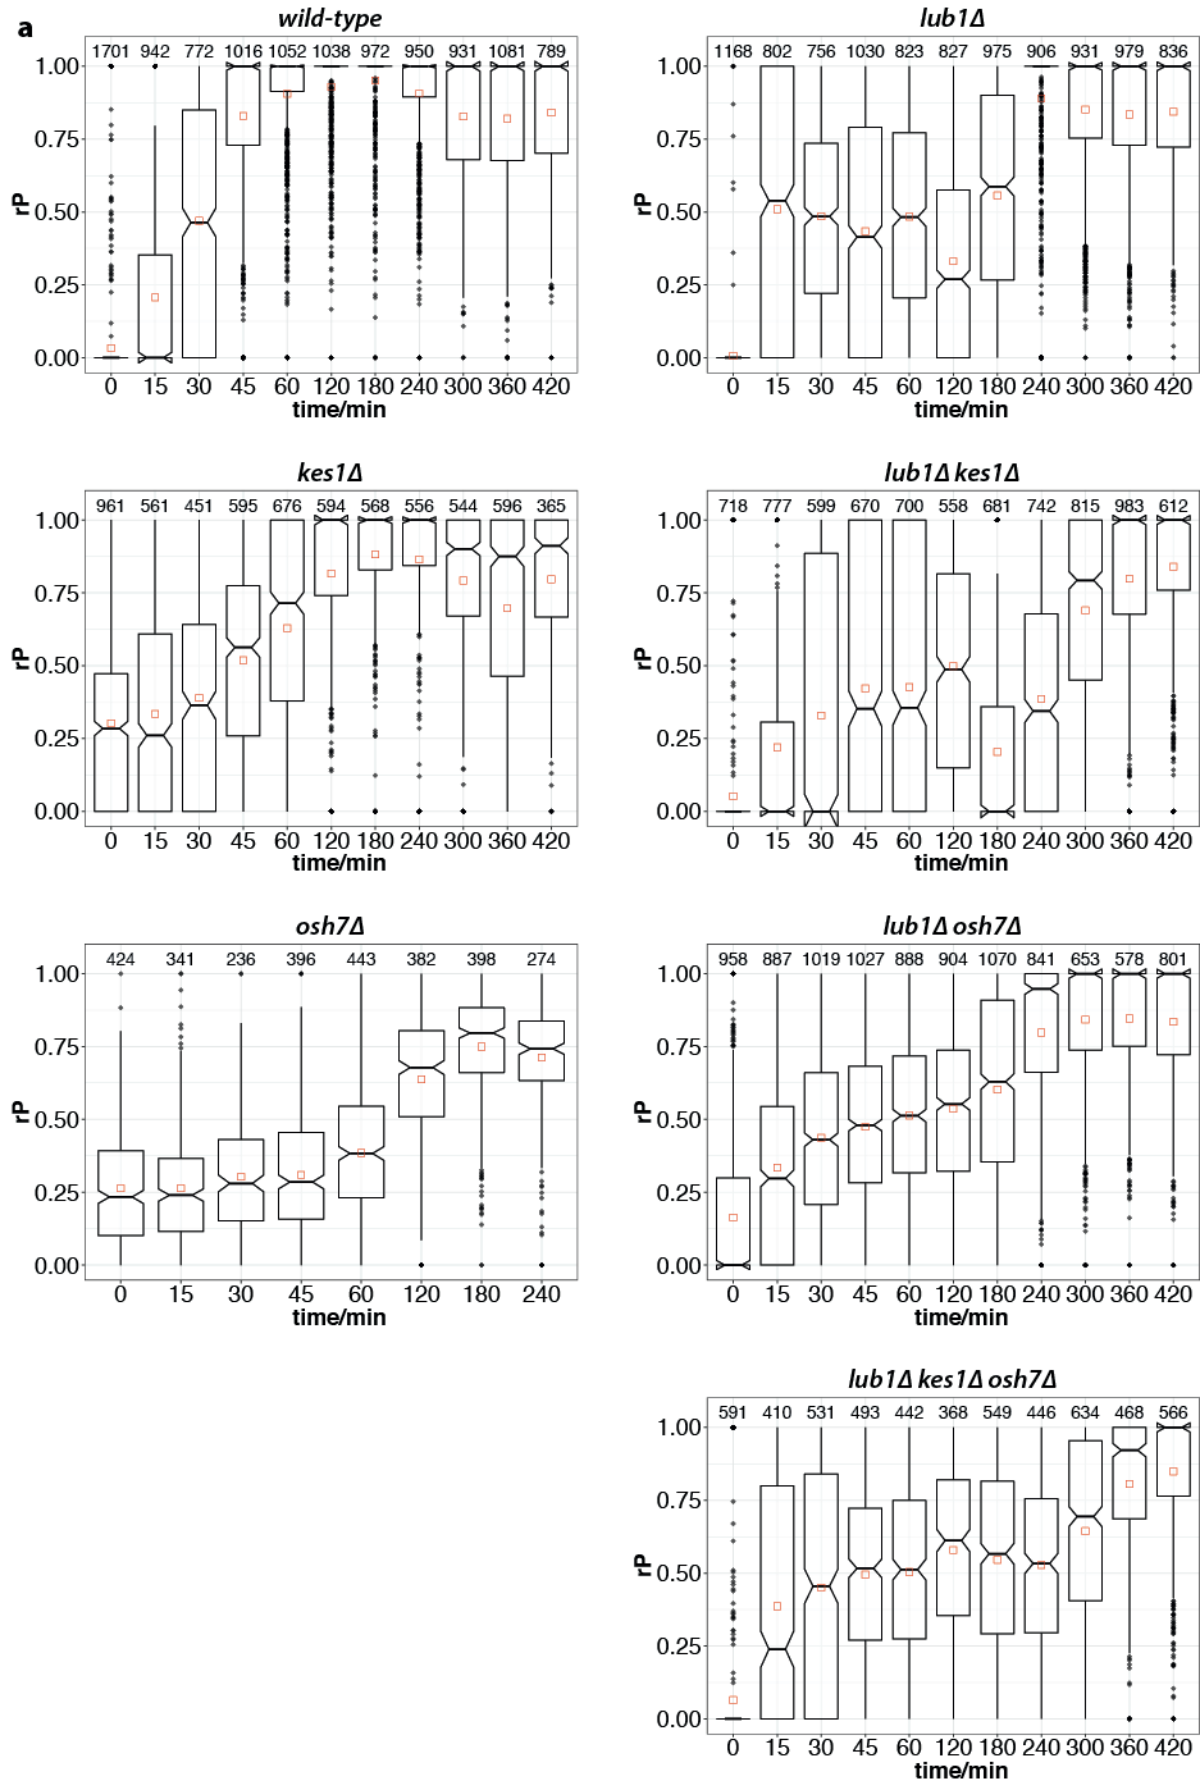 a
wild-type
1701 942 772 1016 1052 1038 972 950 931 1081 789
1.00
0.75
0.50
0.25
0.00
rP
0 15 30 45 60 120 180 240 300 360 420
time/min
lub1Δ
1168 802 756 1030 823 827 975 906 931 979 836
1.00
0.75
0.50
0.25
0.00
rP
0 15 30 45 60 120 180 240 300 360 420
time/min
kes1Δ
961 561 451 595 676 594 568 556 544 596 365
1.00
0.75
0.50
0.25
0.00
rP
0 15 30 45 60 120 180 240 300 360 420
time/min
lub1Δ kes1Δ
718 777 599 670 700 558 681 742 815 983 612
1.00
0.75
0.50
0.25
0.00
rP
0 15 30 45 60 120 180 240 300 360 420
time/min
osh7Δ
424 341 236 396 443 382 398 274
1.00
0.75
0.50
0.25
0.00
rP
0 15 30 45 60 120 180 240
time/min
lub1Δ osh7Δ
958 887 1019 1027 888 904 1070 841 653 578 801
1.00
0.75
0.50
0.25
0.00
rP
0 15 30 45 60 120 180 240 300 360 420
time/min
lub1Δ kes1Δ osh7Δ
591 410 531 493 442 368 549 446 634 468 566
1.00
0.75
0.50
0.25
0.00
rP
0 15 30 45 60 120 180 240 300 360 420
time/min